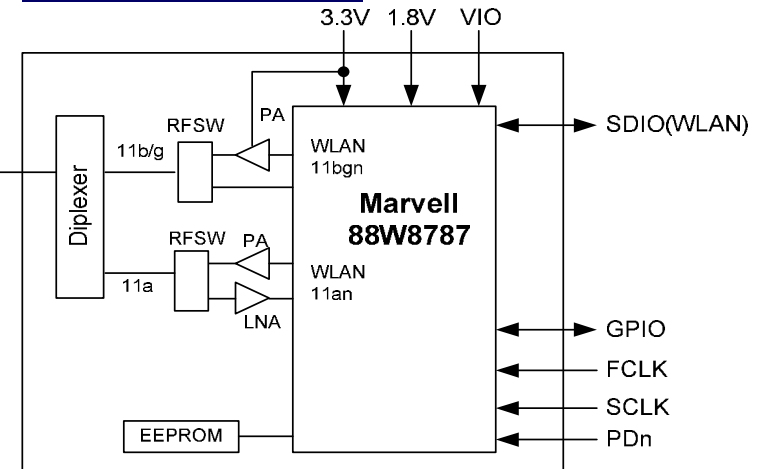 3.3V 1.8V VIO
PA
RFSW
SDIO(WLAN)
11b/g
WLAN
11bgn
Diplexer
Marvell
88W8787
RFSW
PA
WLAN
11an
11a
LNA
GPIO
FCLK
SCLK
EEPROM
PDn